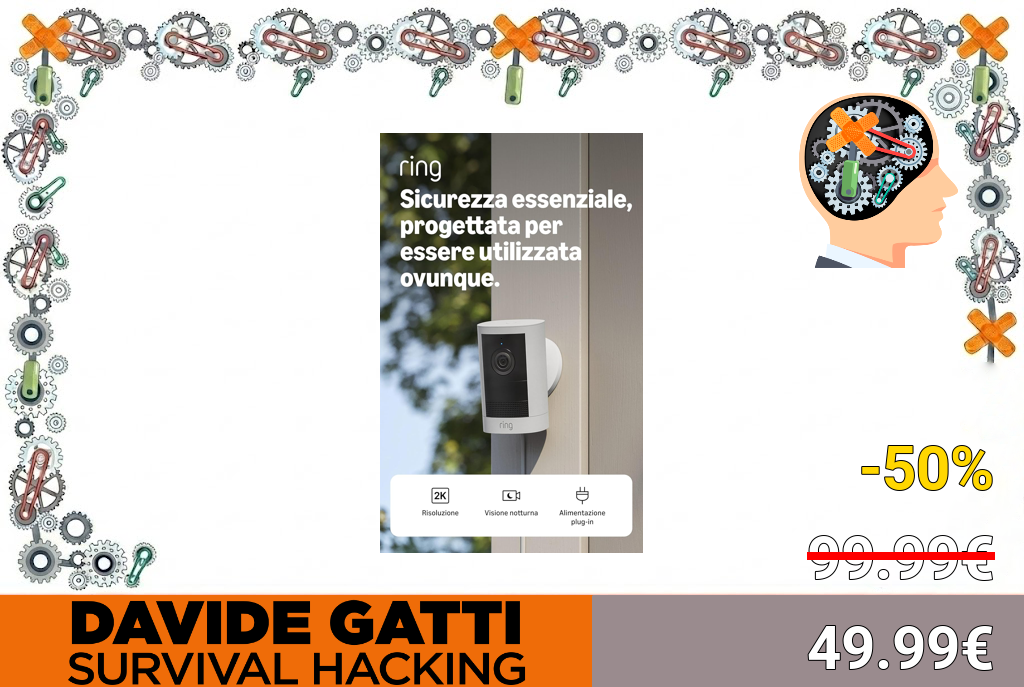 ring
Sicurezza essenziale,
progettata per
essere utilizzata
ovunque.
ring
2K
Risoluzione
Visione notturna
Alimentazione
plug-in
-50%
99.99€
DAVIDE GATTI
SURVIVAL HACKING
49.99€